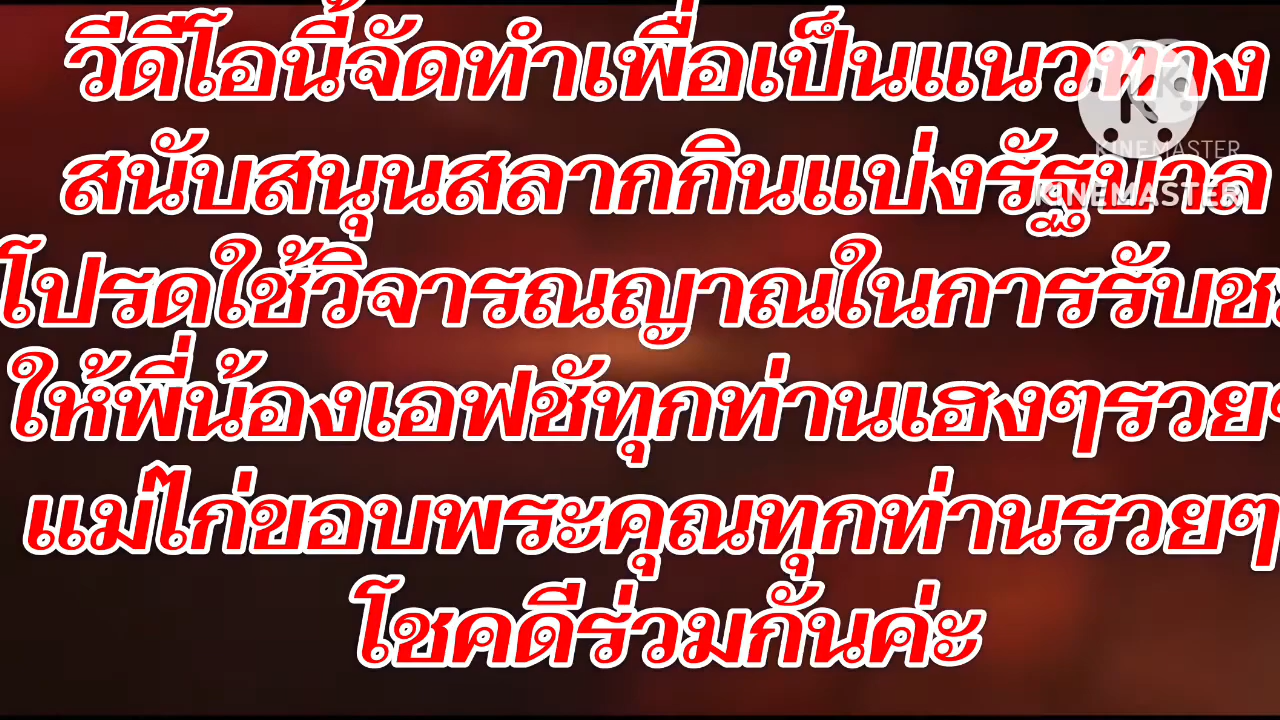 วีดีโอนี้จัดทำเพื่อเป็นแนวทาง
สนับสนุนสลากกินแบ่งรัฐบาล
โปรดใช้วิจารณญาณในการรับชม
ให้พี่น้องเอฟซีทุกท่านเฮงๆรวยๆ
แม่ไก่ขอบพระคุณทุกท่านรวยๆ
โชคดีร่วมกันค่ะ
KINEMASTER
KINEMASTER